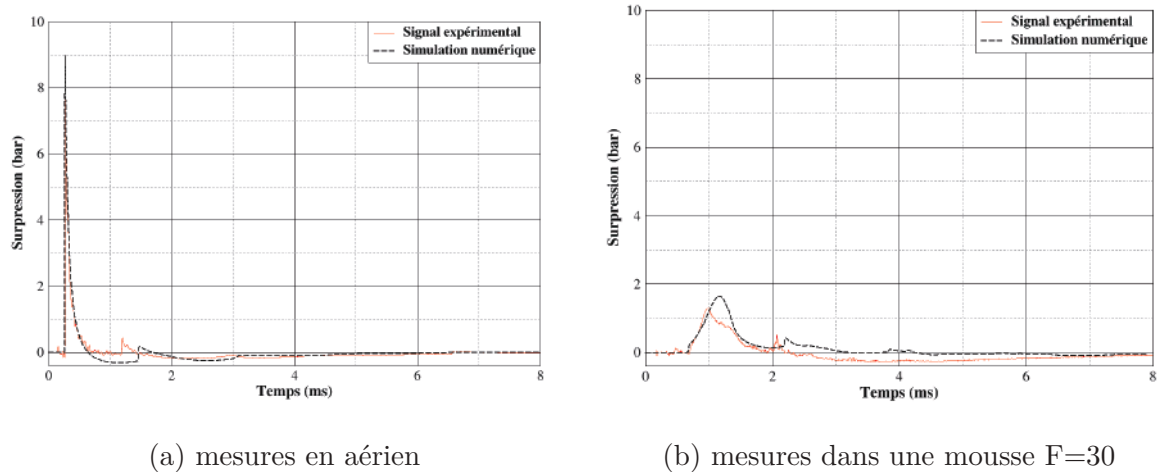 10
8
6
4
2
0
Surpression (bar)
Signal expérimental
Simulation numérique
0 2 4 6 8
Temps (ms)
(a) mesures en aérien
10
8
6
4
2
0
Surpression (bar)
Signal expérimental
Simulation numérique
0 2 4 6 8
Temps (ms)
(b) mesures dans une mousse F=30